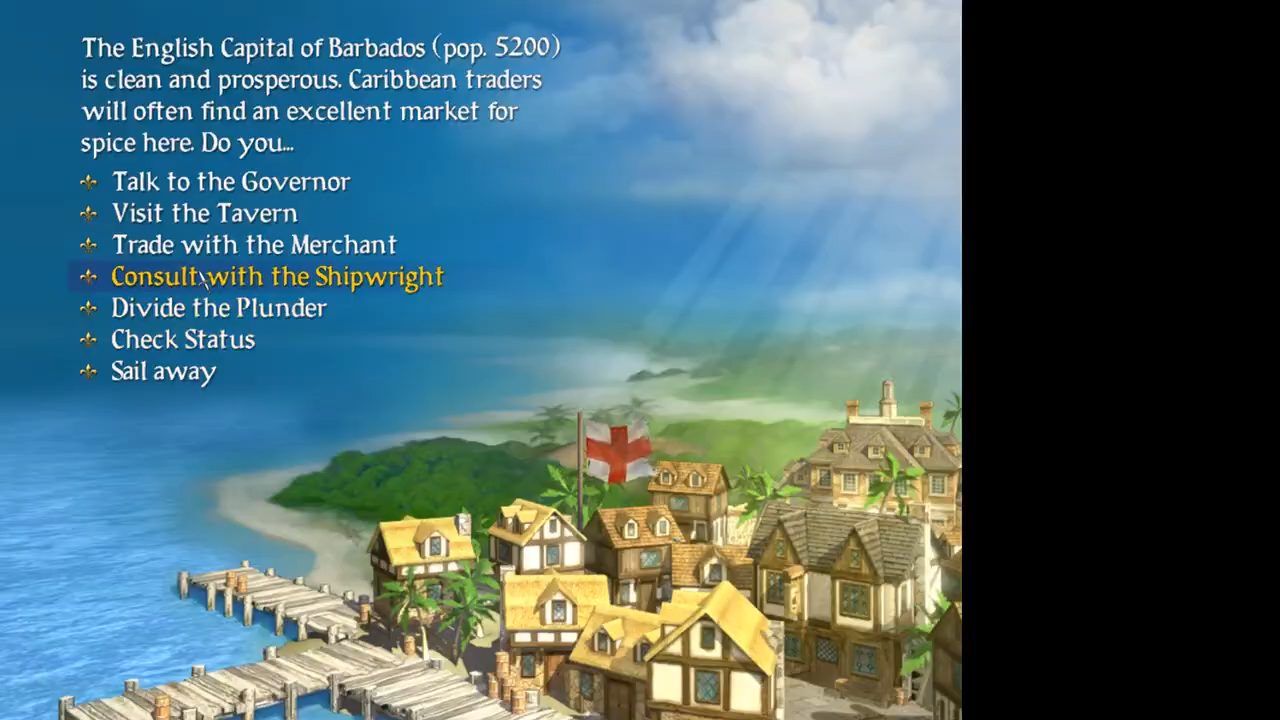 The English Capital of Barbados (pop. 5200)
is clean and prosperous. Caribbean traders
will often find an excellent market for
spice here. Do you...
Talk to the Governor
Visit the Tavern
Trade with the Merchant
Consult with the Shipwright
Divide the Plunder
Check Status
Sail away